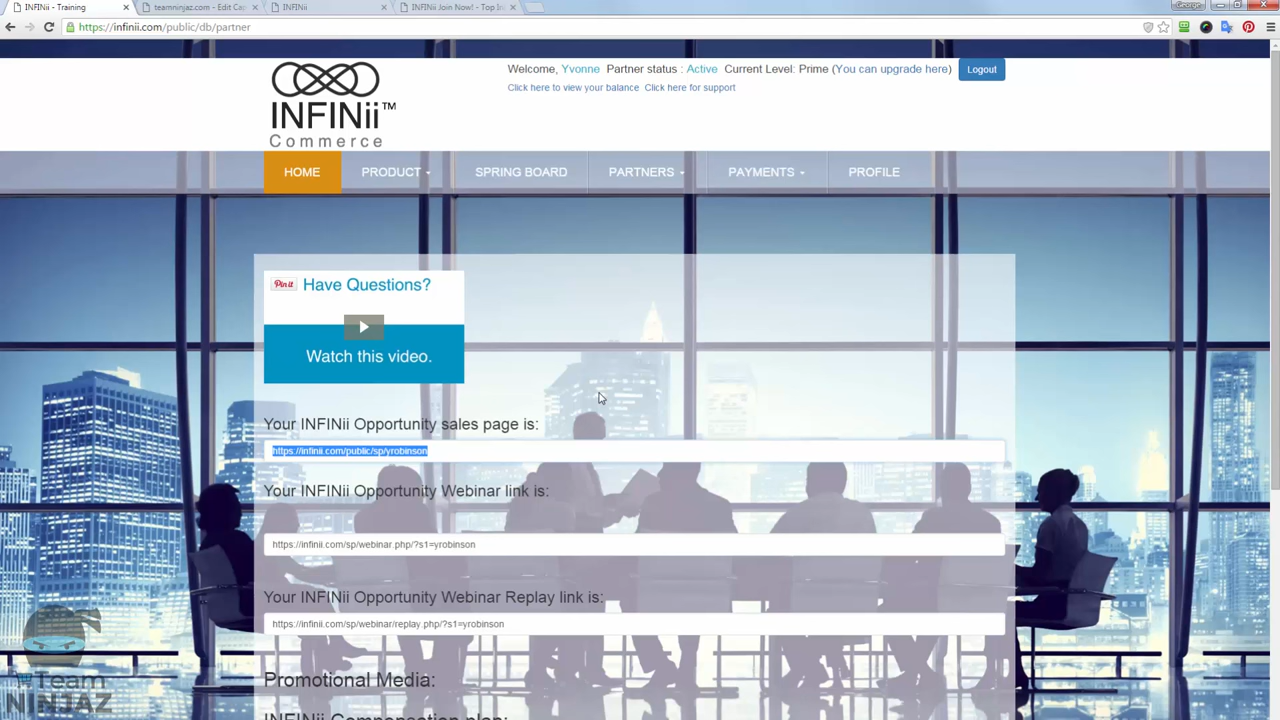 INFINii - Training
teamninjaz.com - Edit Ca
INFINii
INFINii Join Now! - Top
George
https://infinii.com/public/db/partner
INFINii™
Commerce
Welcome, Yvonne Partner status : Active Current Level: Prime (You can upgrade here)
Logout
Click here to view your balance Click here for support
HOME
PRODUCT
SPRING BOARD
PARTNERS
PAYMENTS
PROFILE
Pin it
Have Questions?
Watch this video.
Your INFINii Opportunity sales page is:
https://infinii.com/public/sp/yrobinson
Your INFINii Opportunity Webinar link is:
https://infinii.com/sp/webinar.php/?s1=yrobinson
Your INFINii Opportunity Webinar Replay link is:
https://infinii.com/sp/webinar/replay.php/?s1=yrobinson
Promotional Media:
INFINii Compensation plan:
Team
NINJAZ